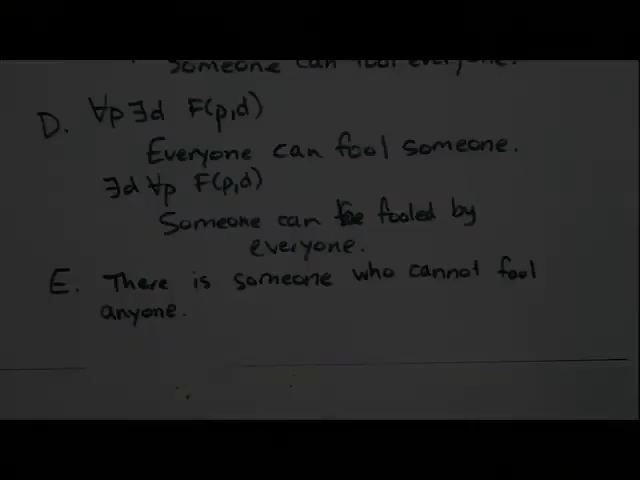 Someone can fool everyone.
D. ∀p ∃d F(p,d)
Everyone can fool someone.
∃d ∀p F(p,d)
Someone can be fooled by
everyone.
E. There is someone who cannot fool
anyone.